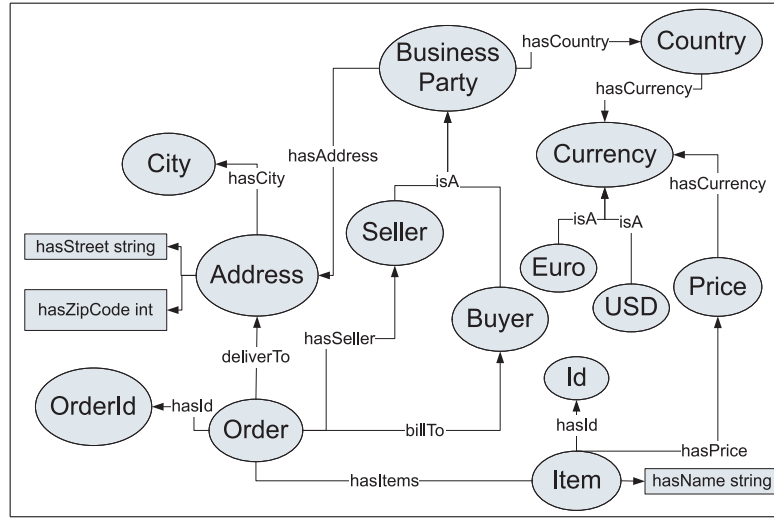 Business
Party
hasCountry
Country
hasCurrency
City
hasCity
hasAddress
isA
Currency
hasCurrency
isA
isA
Seller
hasStreet string
Address
hasZipCode int
Euro
USD
Price
Buyer
hasSeller
deliverTo
Id
OrderId
hasId
Order
billTo
hasId
hasPrice
hasItems
Item
hasName string